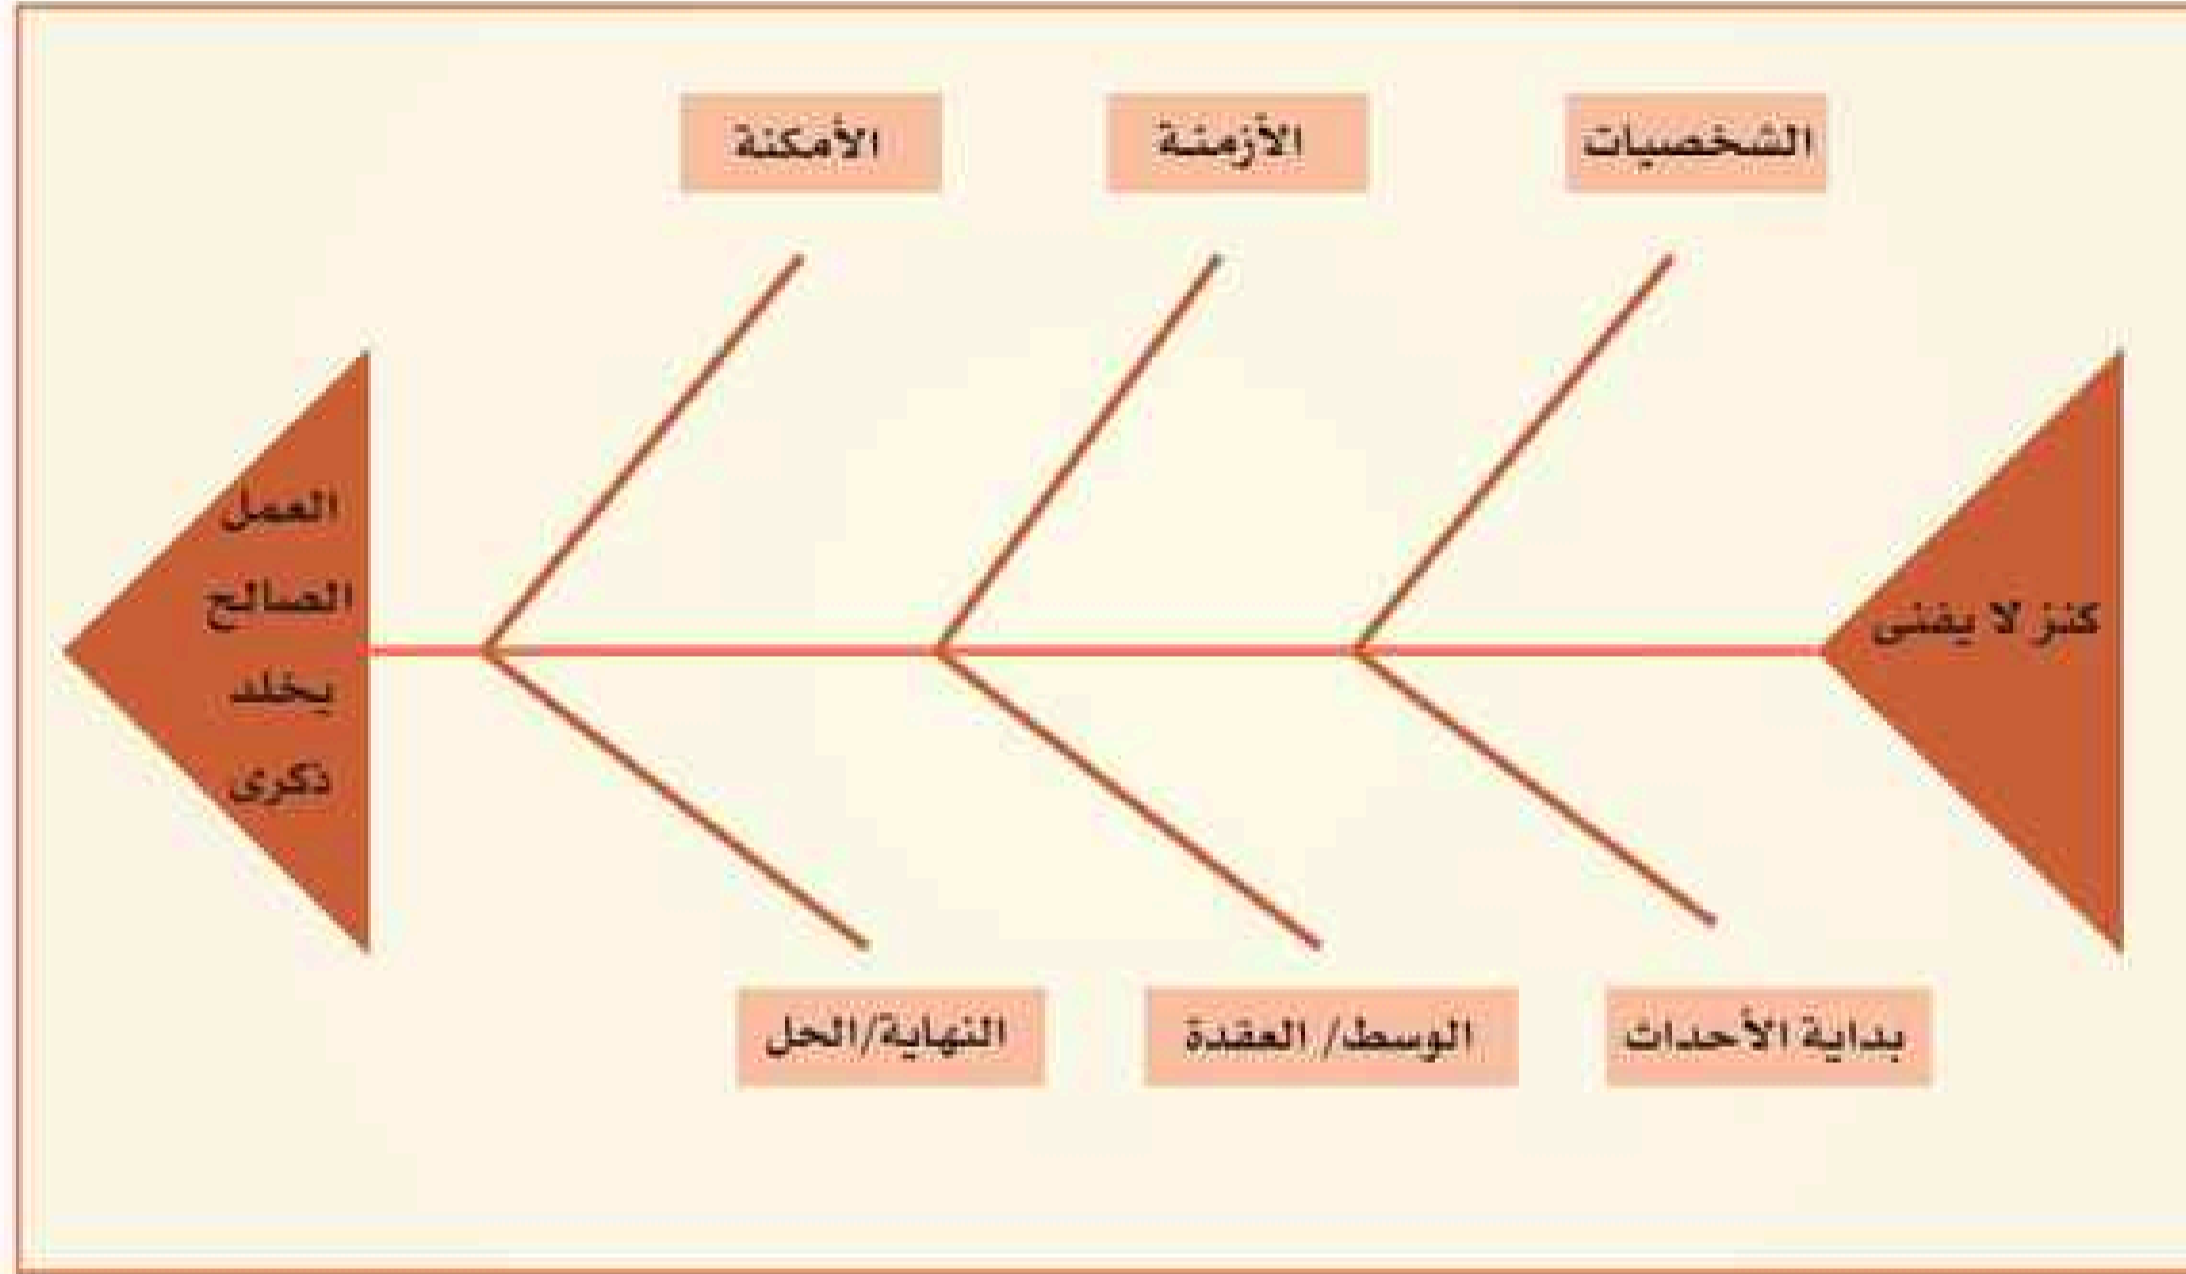 الشخصيات
الأزمنة
الأمكنة
كنز لا يفنى
العمل
الصالح
يخلد
ذكرى
بداية الأحداث
الوسط/ العقدة
النهاية/الحل